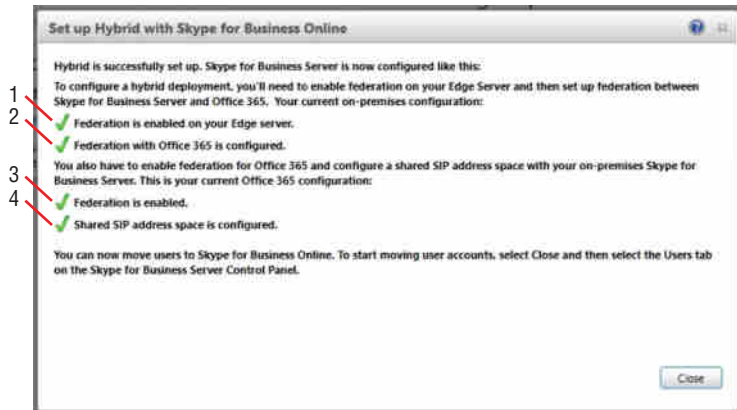 Set up Hybrid with Skype for Business Online
Hybrid is successfully set up. Skype for Business Server is now configured like this:
To configure a hybrid deployment, you'll need to enable federation on your Edge Server and then set up federation between
Skype for Business Server and Office 365. Your current on-premises configuration:
1 Federation is enabled on your Edge server.
2 Federation with Office 365 is configured.
You also have to enable federation for Office 365 and configure a shared SIP address space with your on-premises Skype for
Business Server. This is your current Office 365 configuration:
3 Federation is enabled.
4 Shared SIP address space is configured.
You can now move users to Skype for Business Online. To start moving user accounts, select Close and then select the Users tab
on the Skype for Business Server Control Panel.
Close